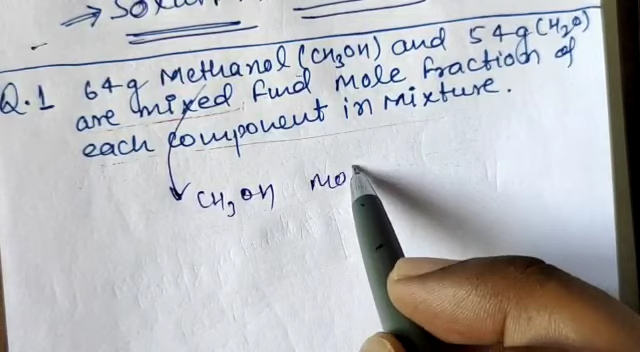 Q.1 64g Methanol (CH3OH) and 54g (H2O)
are mixed find mole fraction of
each component in mixture.
CH3OH Mo